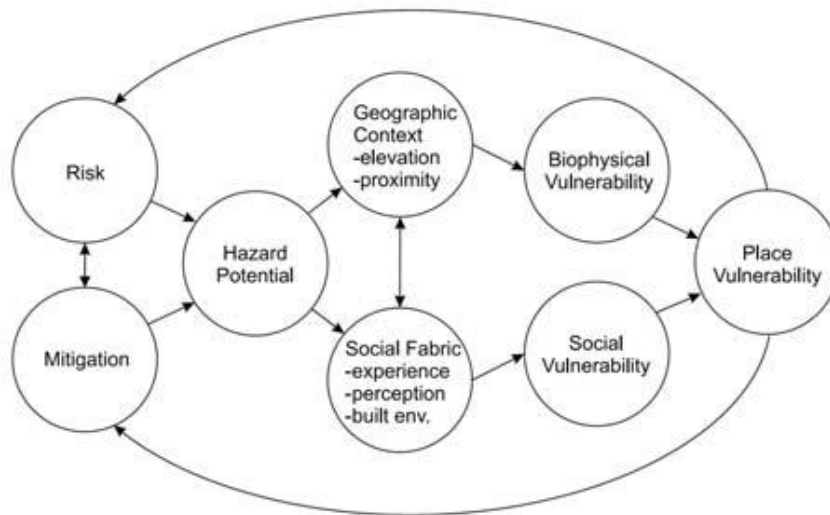 Risk
Mitigation
Hazard
Potential
Geographic
Context
-elevation
-proximity
Social Fabric
-experience
-perception
-built env.
Biophysical
Vulnerability
Social
Vulnerability
Place
Vulnerability